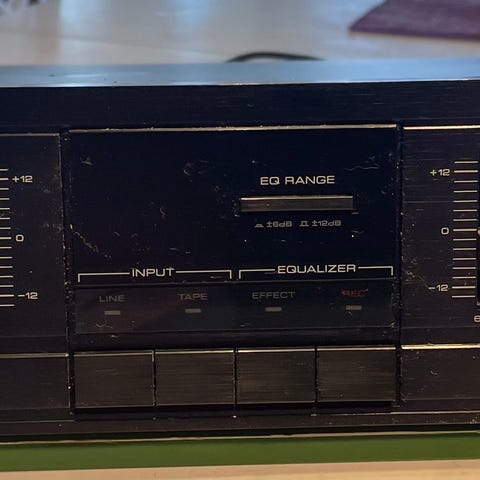 EQ RANGE
±6dB ±12dB
+12
0
-12
INPUT
EQUALIZER
LINE
TAPE
EFFECT
REC
+12
0
-12